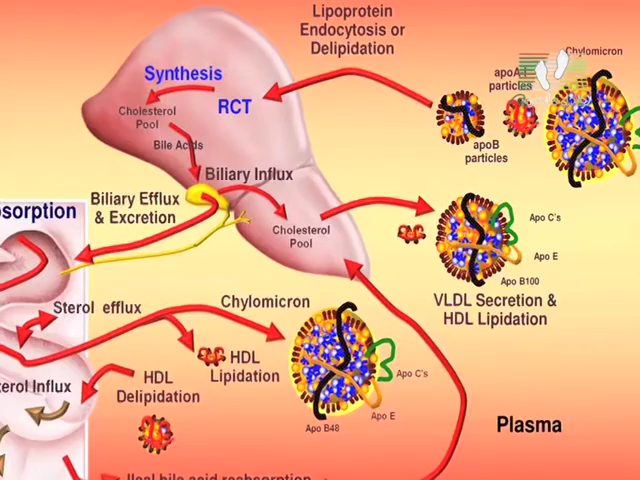 Lipoprotein
Endocytosis or
Delipidation
Chylomicron
Synthesis
apoA-I
particles
Cholesterol
Pool
RCT
Bile Acids
apoB
particles
Biliary Influx
Biliary Efflux
& Excretion
Cholesterol
Pool
Apo C's
Apo E
Apo B100
VLDL Secretion &
HDL Lipidation
Sterol efflux
Chylomicron
HDL
Lipidation
Apo C's
HDL
Delipidation
Apo E
Apo B48
Plasma
Influx